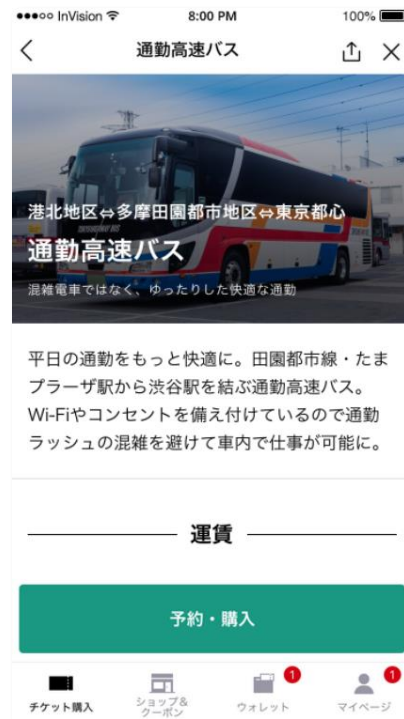 InVision
8:00 PM
100%
通勤高速バス
港北地区⇔多摩田園都市地区⇔東京都心
通勤高速バス
混雑電車ではなく、ゆったりした快適な通勤
平日の通勤をもっと快適に。田園都市線・たま
プラーザ駅から渋谷駅を結ぶ通勤高速バス。
Wi-Fiやコンセントを備え付けているので通勤
ラッシュの混雑を避けて車内で仕事が可能に。
運賃
予約・購入
1
1
チケット購入
ショップ&
クーポン
ウォレット
マイページ